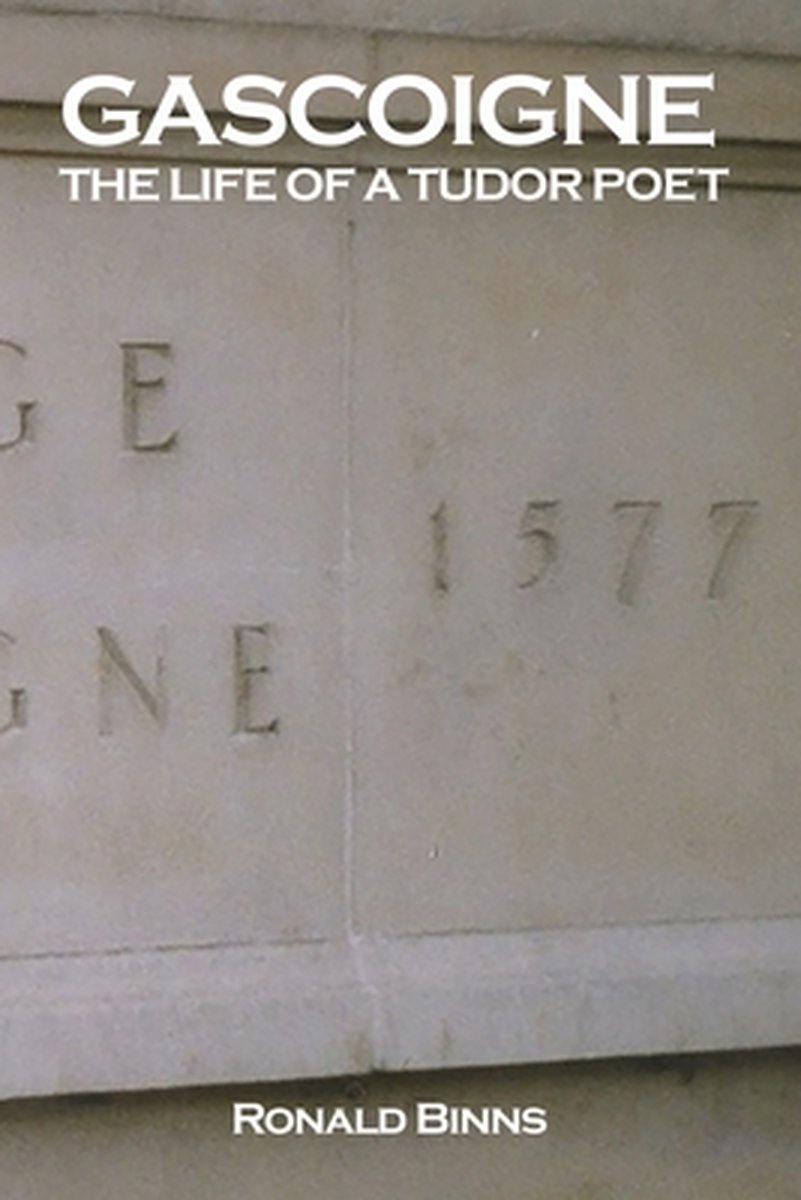 GASCOIGNE
THE LIFE OF A TUDOR POET
GE
1577
GNE
RONALD BINNS